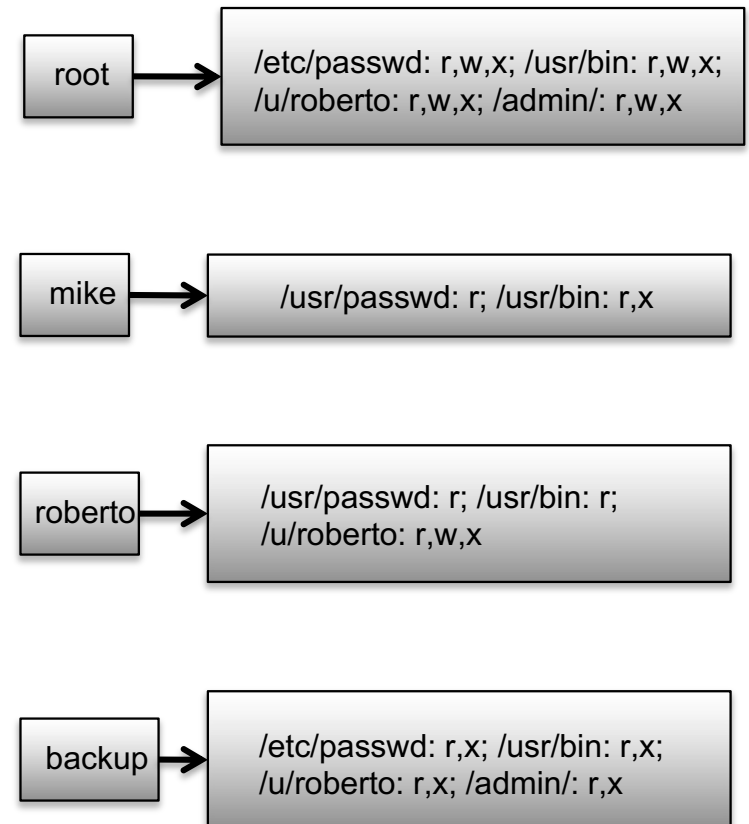 root
/etc/passwd: r,w,x; /usr/bin: r,w,x;
/u/roberto: r,w,x; /admin/: r,w,x
mike
/usr/passwd: r; /usr/bin: r,x
roberto
/usr/passwd: r; /usr/bin: r;
/u/roberto: r,w,x
backup
/etc/passwd: r,x; /usr/bin: r,x;
/u/roberto: r,x; /admin/: r,x